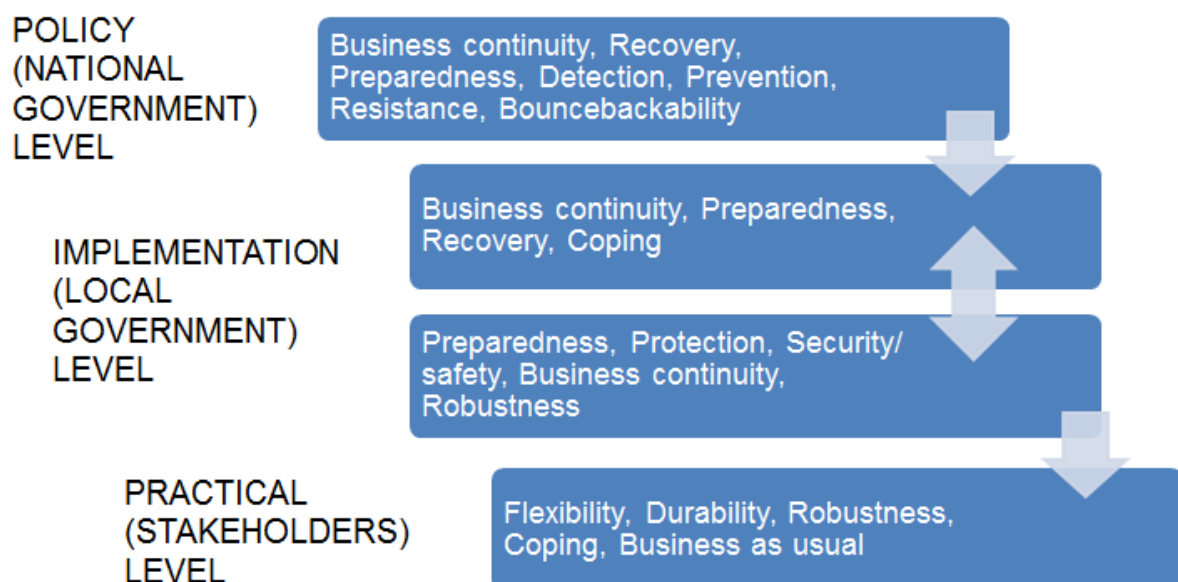 POLICY
(NATIONAL
GOVERNMENT)
LEVEL
Business continuity, Recovery,
Preparedness, Detection, Prevention,
Resistance, Bouncebackability
IMPLEMENTATION
(LOCAL
GOVERNMENT)
LEVEL
Business continuity, Preparedness,
Recovery, Coping
Preparedness, Protection, Security/
safety, Business continuity,
Robustness
PRACTICAL
(STAKEHOLDERS)
LEVEL
Flexibility, Durability, Robustness,
Coping, Business as usual